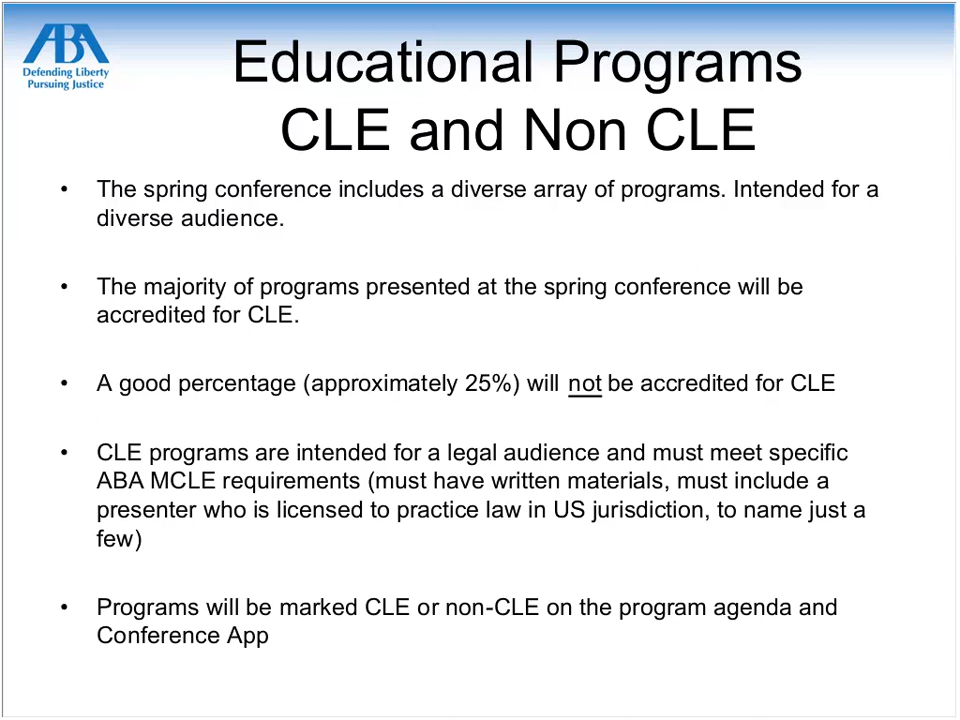 ABA
Defending Liberty
Pursuing Justice
Educational Programs
CLE and Non CLE
• The spring conference includes a diverse array of programs. Intended for a
diverse audience.
• The majority of programs presented at the spring conference will be
accredited for CLE.
• A good percentage (approximately 25%) will not be accredited for CLE
• CLE programs are intended for a legal audience and must meet specific
ABA MCLE requirements (must have written materials, must include a
presenter who is licensed to practice law in US jurisdiction, to name just a
few)
• Programs will be marked CLE or non-CLE on the program agenda and
Conference App